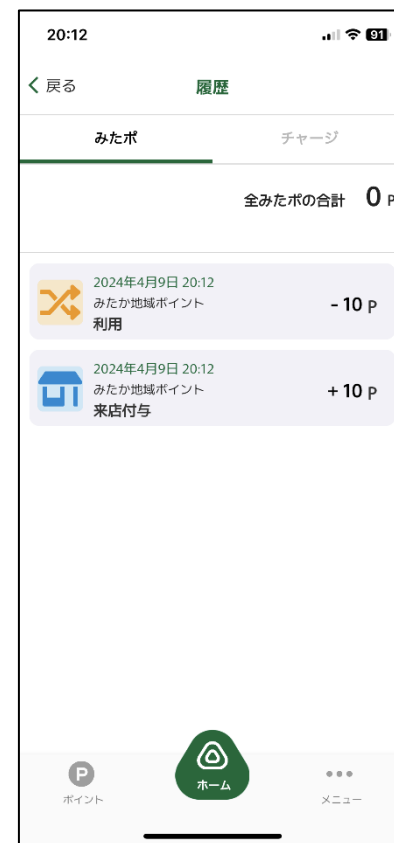 20:12
91
戻る
履歴
みたポ
チャージ
全みたポの合計 0 P
2024年4月9日 20:12
みたか地域ポイント
利用
- 10 P
2024年4月9日 20:12
みたか地域ポイント
来店付与
+ 10 P
P
ポイント
ホーム
メニュー